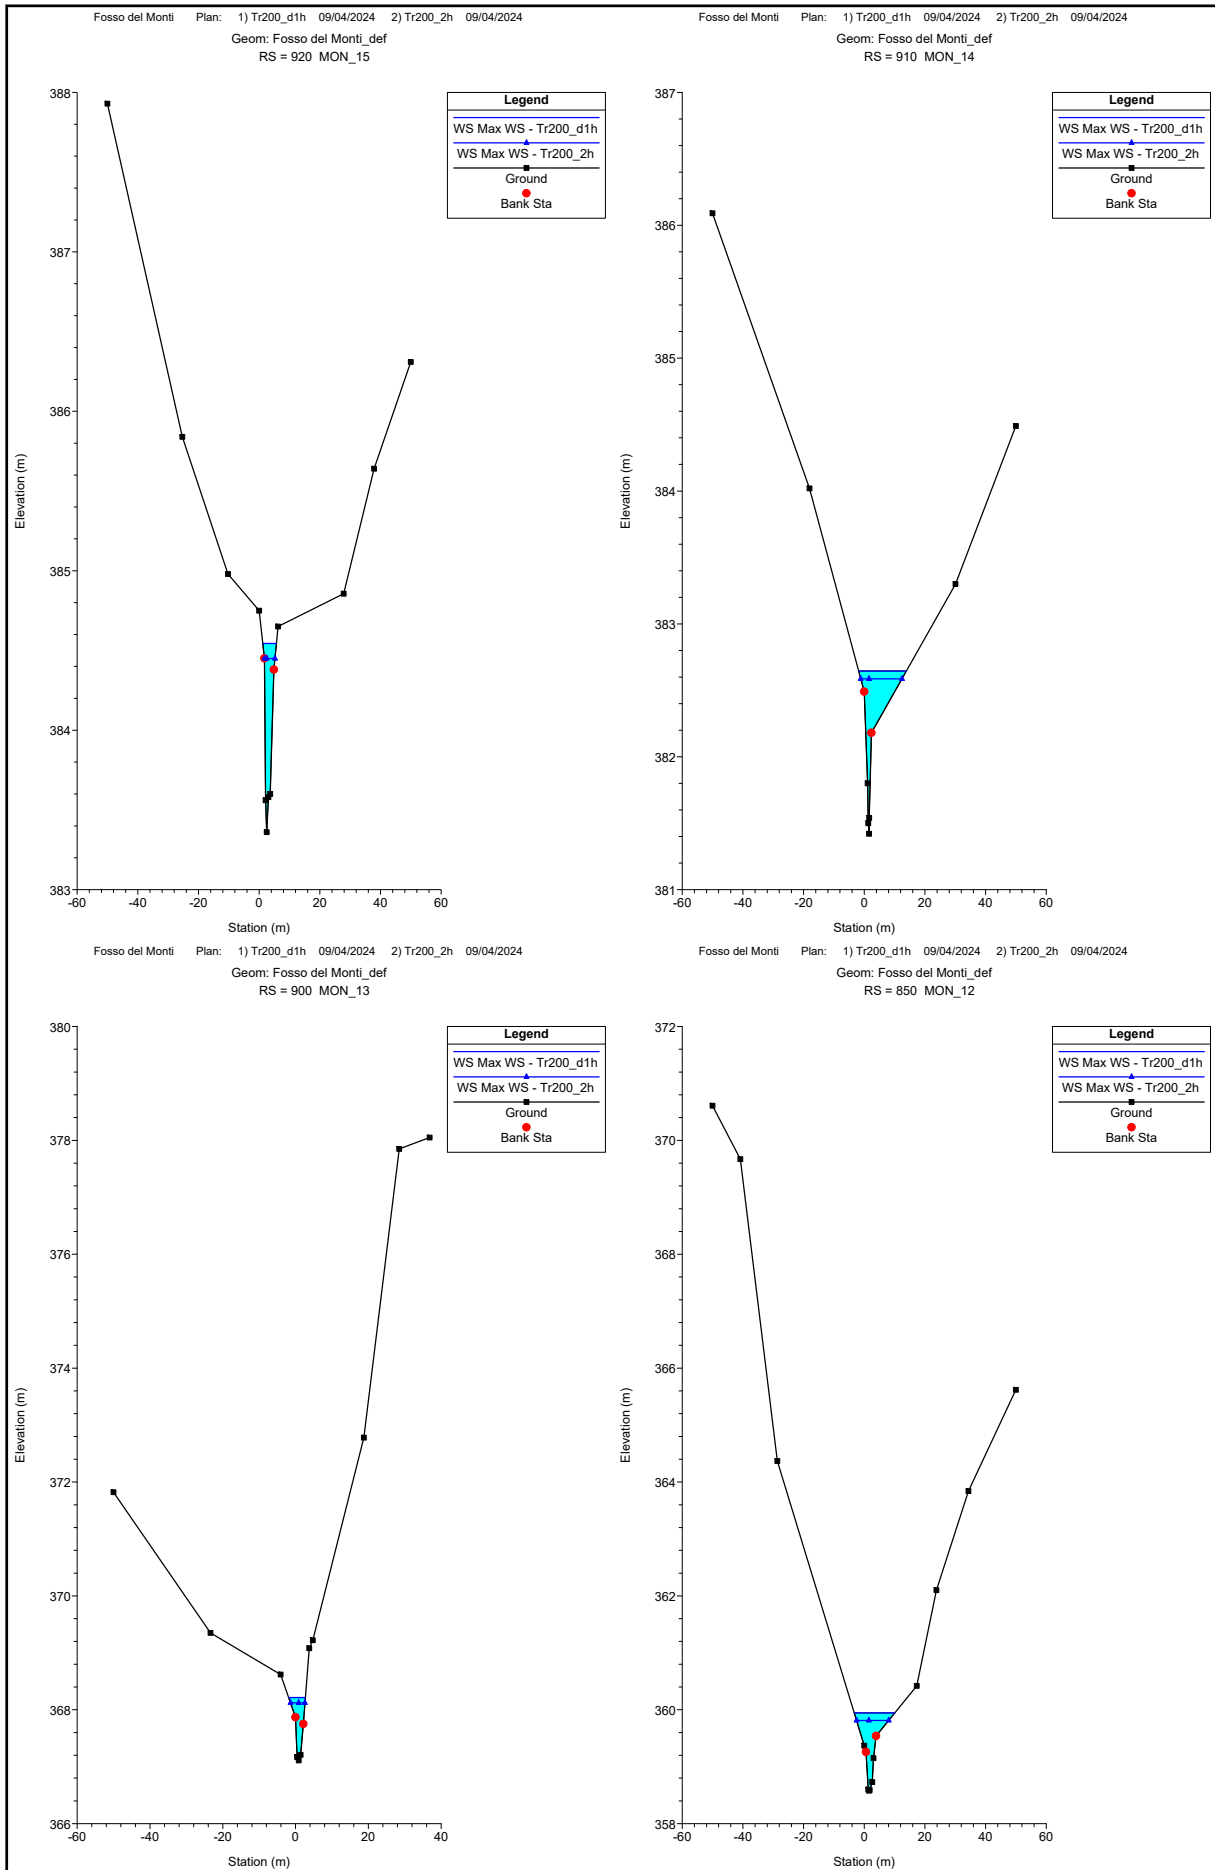 Fosso del Monti Plan: 1) Tr200_d1h 09/04/2024 2) Tr200_2h 09/04/2024
Geom: Fosso del Monti_def
RS = 920 MON_15
Legend
WS Max WS - Tr200_d1h
WS Max WS - Tr200_2h
Ground
Bank Sta
388
387
386
385
384
383
Elevation (m)
-60 -40 -20 0 20 40 60
Station (m)
Fosso del Monti Plan: 1) Tr200_d1h 09/04/2024 2) Tr200_2h 09/04/2024
Geom: Fosso del Monti_def
RS = 910 MON_14
Legend
WS Max WS - Tr200_d1h
WS Max WS - Tr200_2h
Ground
Bank Sta
387
386
385
384
383
382
381
Elevation (m)
-60 -40 -20 0 20 40 60
Station (m)
Fosso del Monti Plan: 1) Tr200_d1h 09/04/2024 2) Tr200_2h 09/04/2024
Geom: Fosso del Monti_def
RS = 900 MON_13
Legend
WS Max WS - Tr200_d1h
WS Max WS - Tr200_2h
Ground
Bank Sta
380
378
376
374
372
370
368
366
Elevation (m)
-60 -40 -20 0 20 40
Station (m)
Fosso del Monti Plan: 1) Tr200_d1h 09/04/2024 2) Tr200_2h 09/04/2024
Geom: Fosso del Monti_def
RS = 850 MON_12
Legend
WS Max WS - Tr200_d1h
WS Max WS - Tr200_2h
Ground
Bank Sta
372
370
368
366
364
362
360
358
Elevation (m)
-60 -40 -20 0 20 40 60
Station (m)